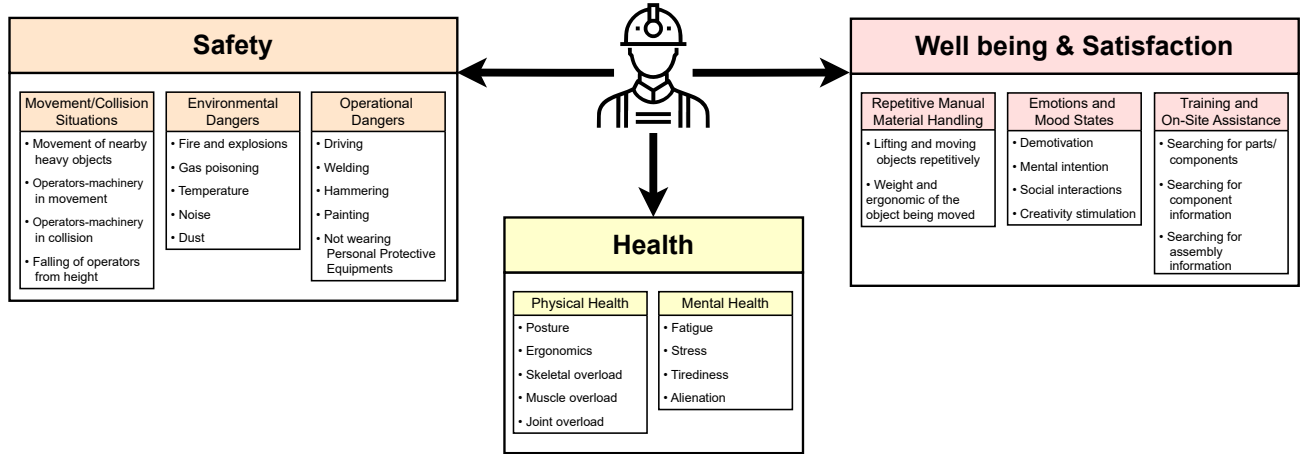 Safety
Movement/Collision
Situations
• Movement of nearby
heavy objects
• Operators-machinery
in movement
• Operators-machinery
in collision
• Falling of operators
from height
Environmental
Dangers
• Fire and explosions
• Gas poisoning
• Temperature
• Noise
• Dust
Operational
Dangers
• Driving
• Welding
• Hammering
• Painting
• Not wearing
Personal Protective
Equipments
Health
Physical Health
• Posture
• Ergonomics
• Skeletal overload
• Muscle overload
• Joint overload
Mental Health
• Fatigue
• Stress
• Tirediness
• Alienation
Well being & Satisfaction
Repetitive Manual
Material Handling
• Lifting and moving
objects repetitively
• Weight and
ergonomic of the
object being moved
Emotions and
Mood States
• Demotivation
• Mental intention
• Social interactions
• Creativity stimulation
Training and
On-Site Assistance
• Searching for parts/
components
• Searching for
component
information
• Searching for
assembly
information